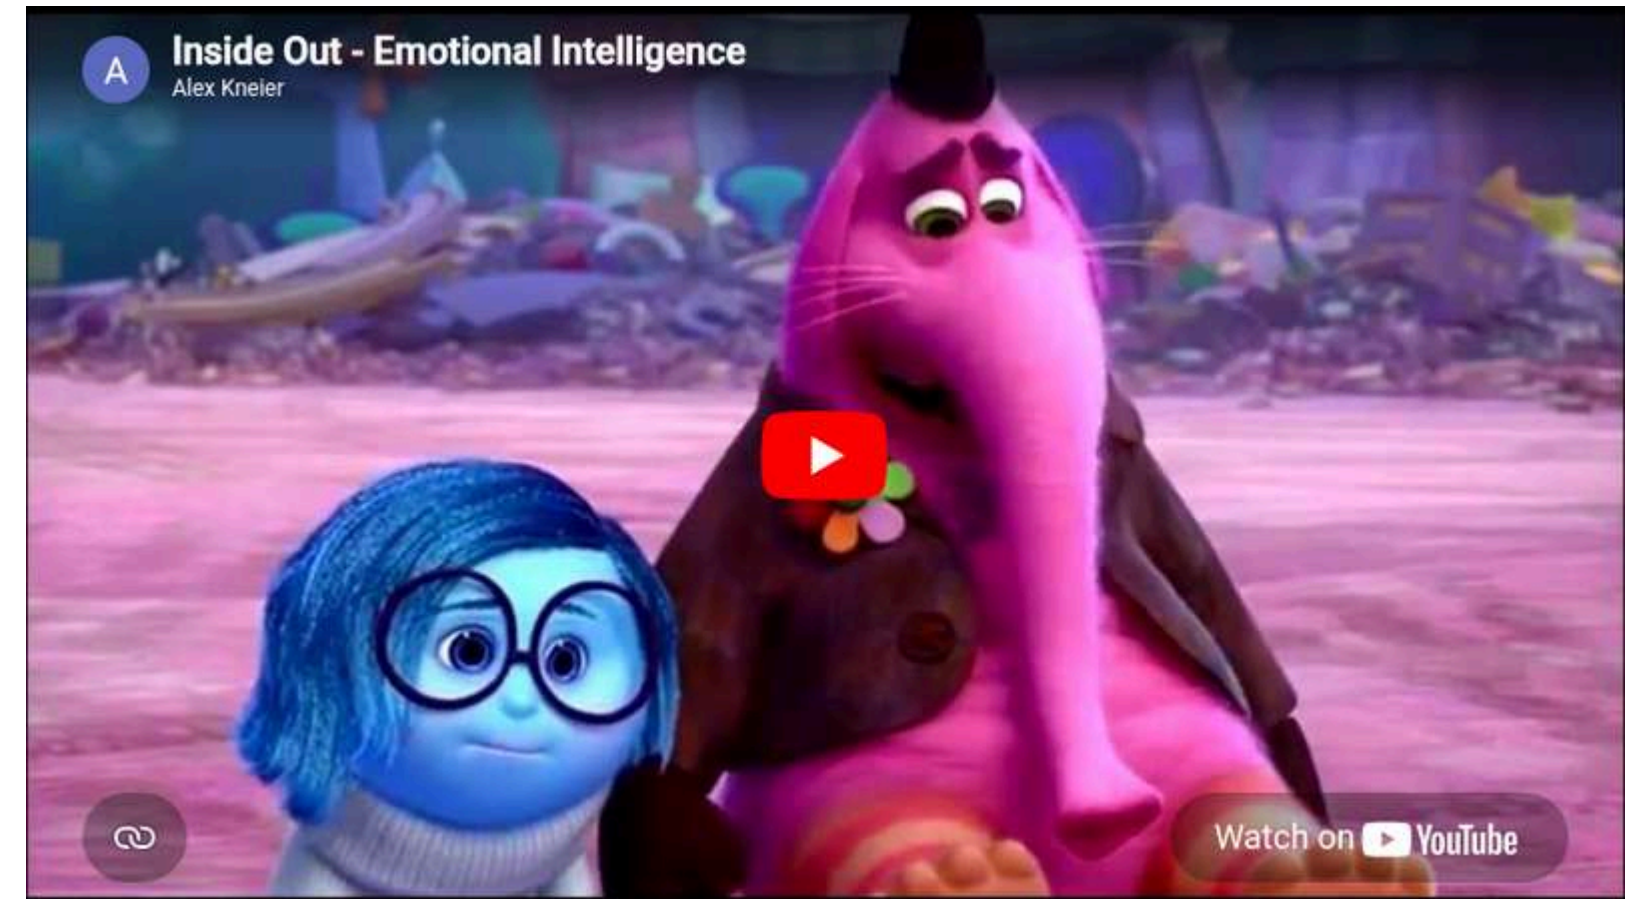 A
Inside Out - Emotional Intelligence
Alex Kneier
Watch on YouTube